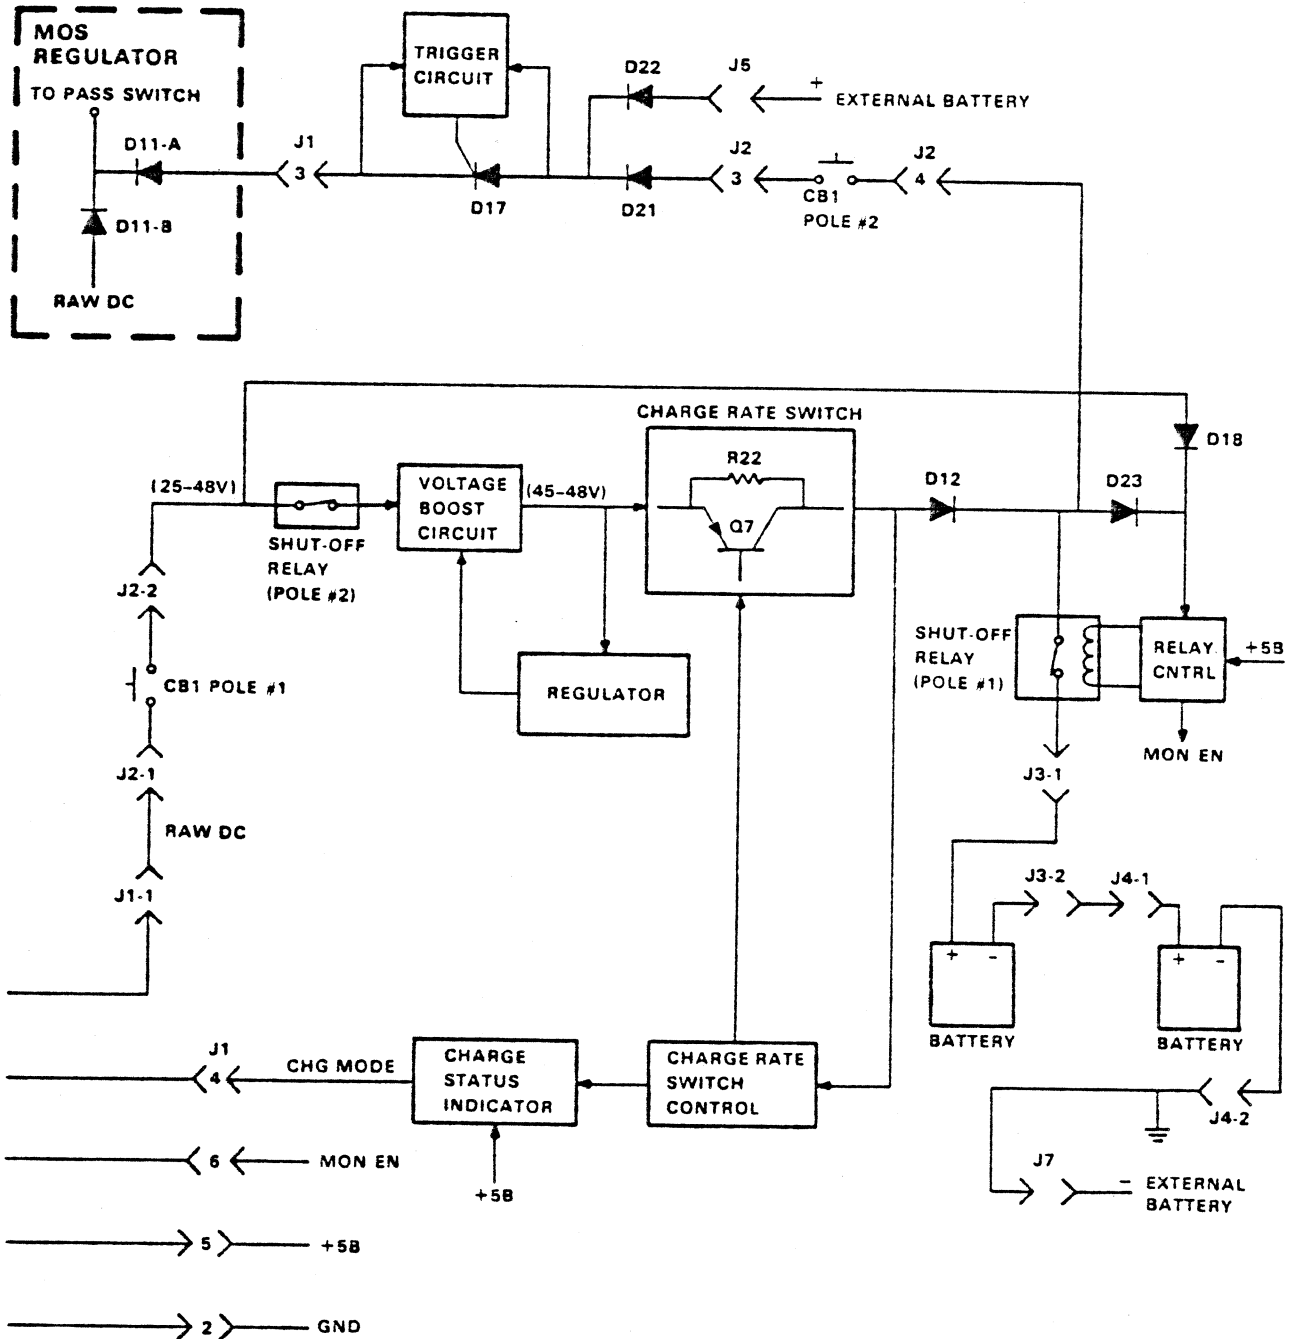 MOS
REGULATOR
TO PASS SWITCH
D11-A
D11-B
RAW DC
J1
3
TRIGGER
CIRCUIT
D17
D22
J5
+
EXTERNAL BATTERY
D21
J2
3
CB1
POLE #2
J2
4
(25-48V)
SHUT-OFF
RELAY
(POLE #2)
VOLTAGE
BOOST
CIRCUIT
(45-48V)
CHARGE RATE SWITCH
R22
Q7
D12
D23
D18
REGULATOR
J2-2
CB1 POLE #1
J2-1
RAW DC
J1-1
SHUT-OFF
RELAY
(POLE #1)
RELAY
CNTRL
+5B
MON EN
J3-1
J3-2
J4-1
+ -
BATTERY
+ -
BATTERY
J4-2
J7
-
EXTERNAL
BATTERY
J1
4
CHG MODE
CHARGE
STATUS
INDICATOR
+5B
CHARGE RATE
SWITCH
CONTROL
6
MON EN
5
+5B
2
GND